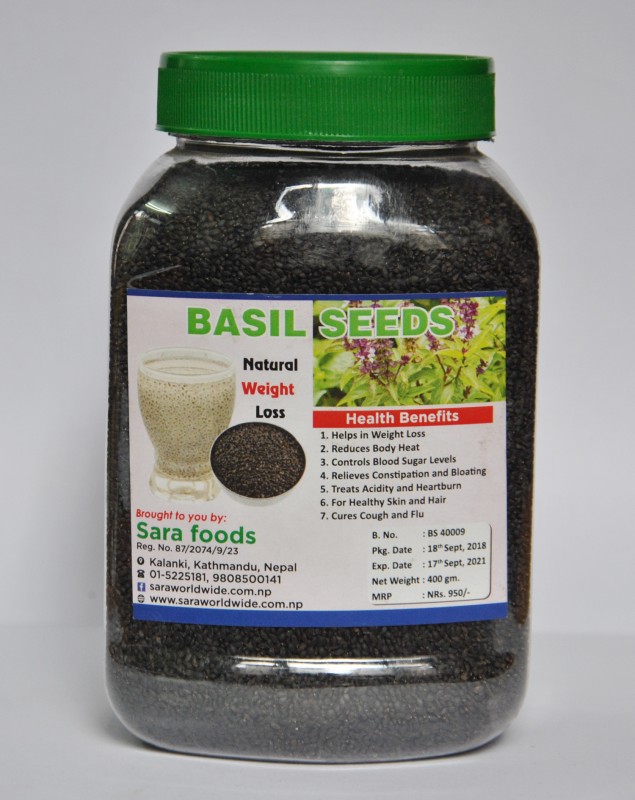 BASIL SEEDS
Natural
Weight
Loss
Health Benefits
1. Helps in Weight Loss
2. Reduces Body Heat
3. Controls Blood Sugar Levels
4. Relieves Constipation and Bloating
5. Treats Acidity and Heartburn
6. For Healthy Skin and Hair
7. Cures Cough and Flu
Brought to you by:
Sara foods
Reg. No. 87/2074/9/23
Kalanki, Kathmandu, Nepal
01-5225181, 9808500141
saraworldwide.com.np
www.saraworldwide.com.np
B. No. : BS 40009
Pkg. Date : 18th Sept, 2018
Exp. Date : 17th Sept, 2021
Net Weight : 400 gm.
MRP : NRs. 950/-